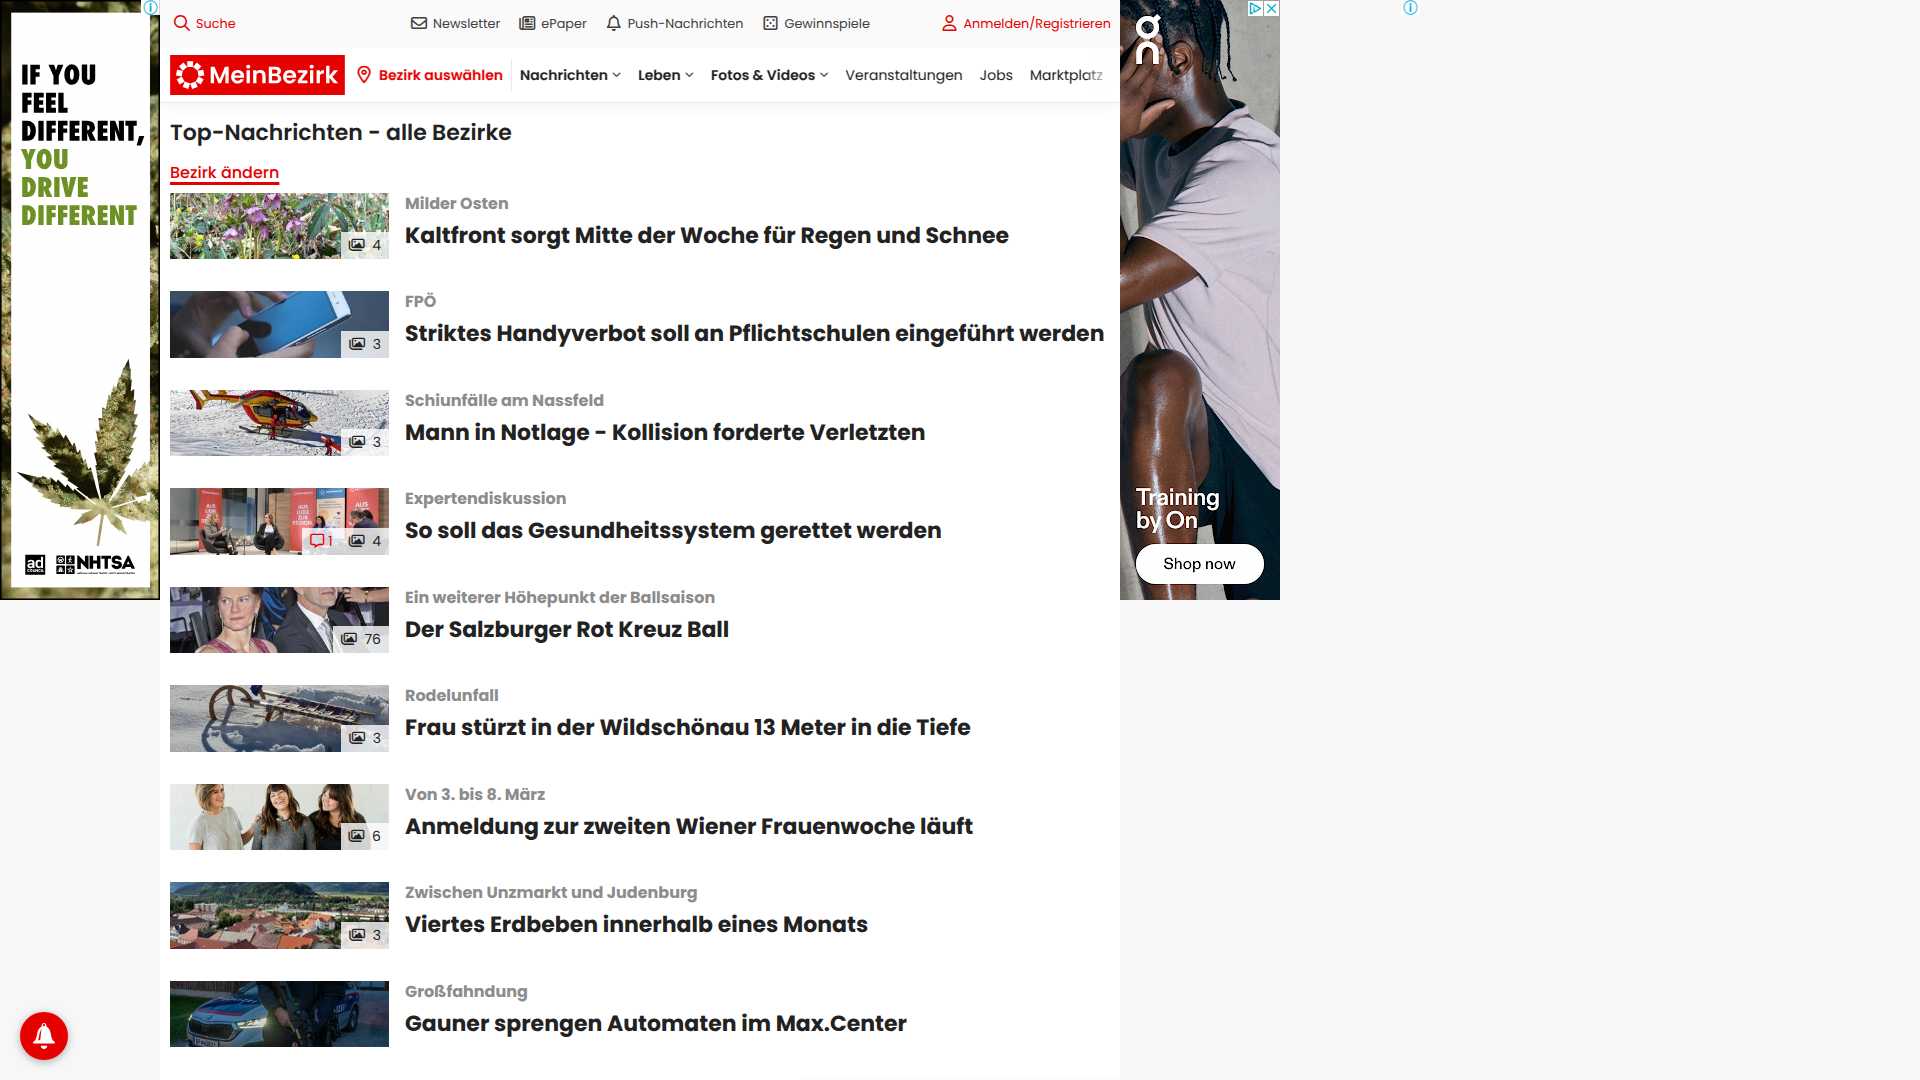 IF YOU
FEEL
DIFFERENT,
YOU
DRIVE
DIFFERENT
ad
COUNCIL
NHTSA
Suche
Newsletter
ePaper
Push-Nachrichten
Gewinnspiele
Anmelden/Registrieren
MeinBezirk
Bezirk auswählen
Nachrichten
Leben
Fotos & Videos
Veranstaltungen
Jobs
Marktplatz
Top-Nachrichten - alle Bezirke
Bezirk ändern
4
Milder Osten
Kaltfront sorgt Mitte der Woche für Regen und Schnee
3
FPÖ
Striktes Handyverbot soll an Pflichtschulen eingeführt werden
3
Schiunfälle am Nassfeld
Mann in Notlage - Kollision forderte Verletzten
1
4
Expertendiskussion
So soll das Gesundheitssystem gerettet werden
76
Ein weiterer Höhepunkt der Ballsaison
Der Salzburger Rot Kreuz Ball
3
Rodelunfall
Frau stürzt in der Wildschönau 13 Meter in die Tiefe
6
Von 3. bis 8. März
Anmeldung zur zweiten Wiener Frauenwoche läuft
3
Zwischen Unzmarkt und Judenburg
Viertes Erdbeben innerhalb eines Monats
Großfahndung
Gauner sprengen Automaten im Max.Center
on
Training
by On
Shop now